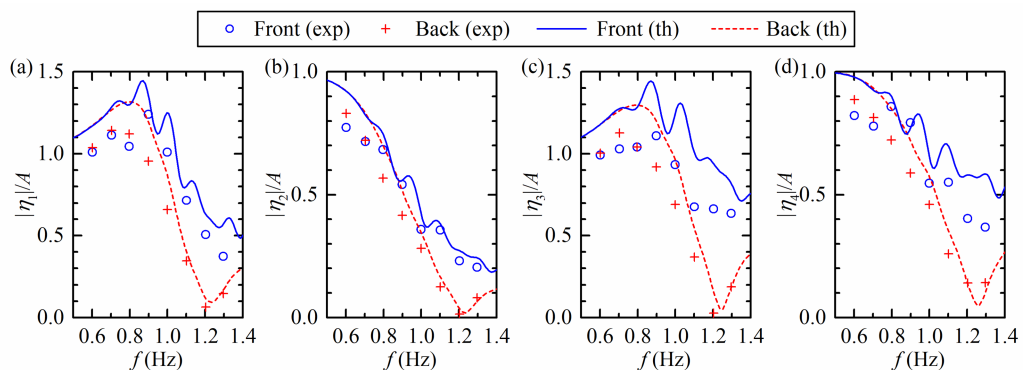 Front (exp) Back (exp) Front (th) Back (th)
(a) (b) (c) (d)
1.5 1.0 1.5 1.0
1.0 1.0
0.5 0.5
0.5 0.5
0.0 0.0 0.0 0.0
|η1|/A |η2|/A |η3|/A |η4|/A
0.6 0.8 1.0 1.2 1.4 0.6 0.8 1.0 1.2 1.4 0.6 0.8 1.0 1.2 1.4 0.6 0.8 1.0 1.2 1.4
f (Hz) f (Hz) f (Hz) f (Hz)